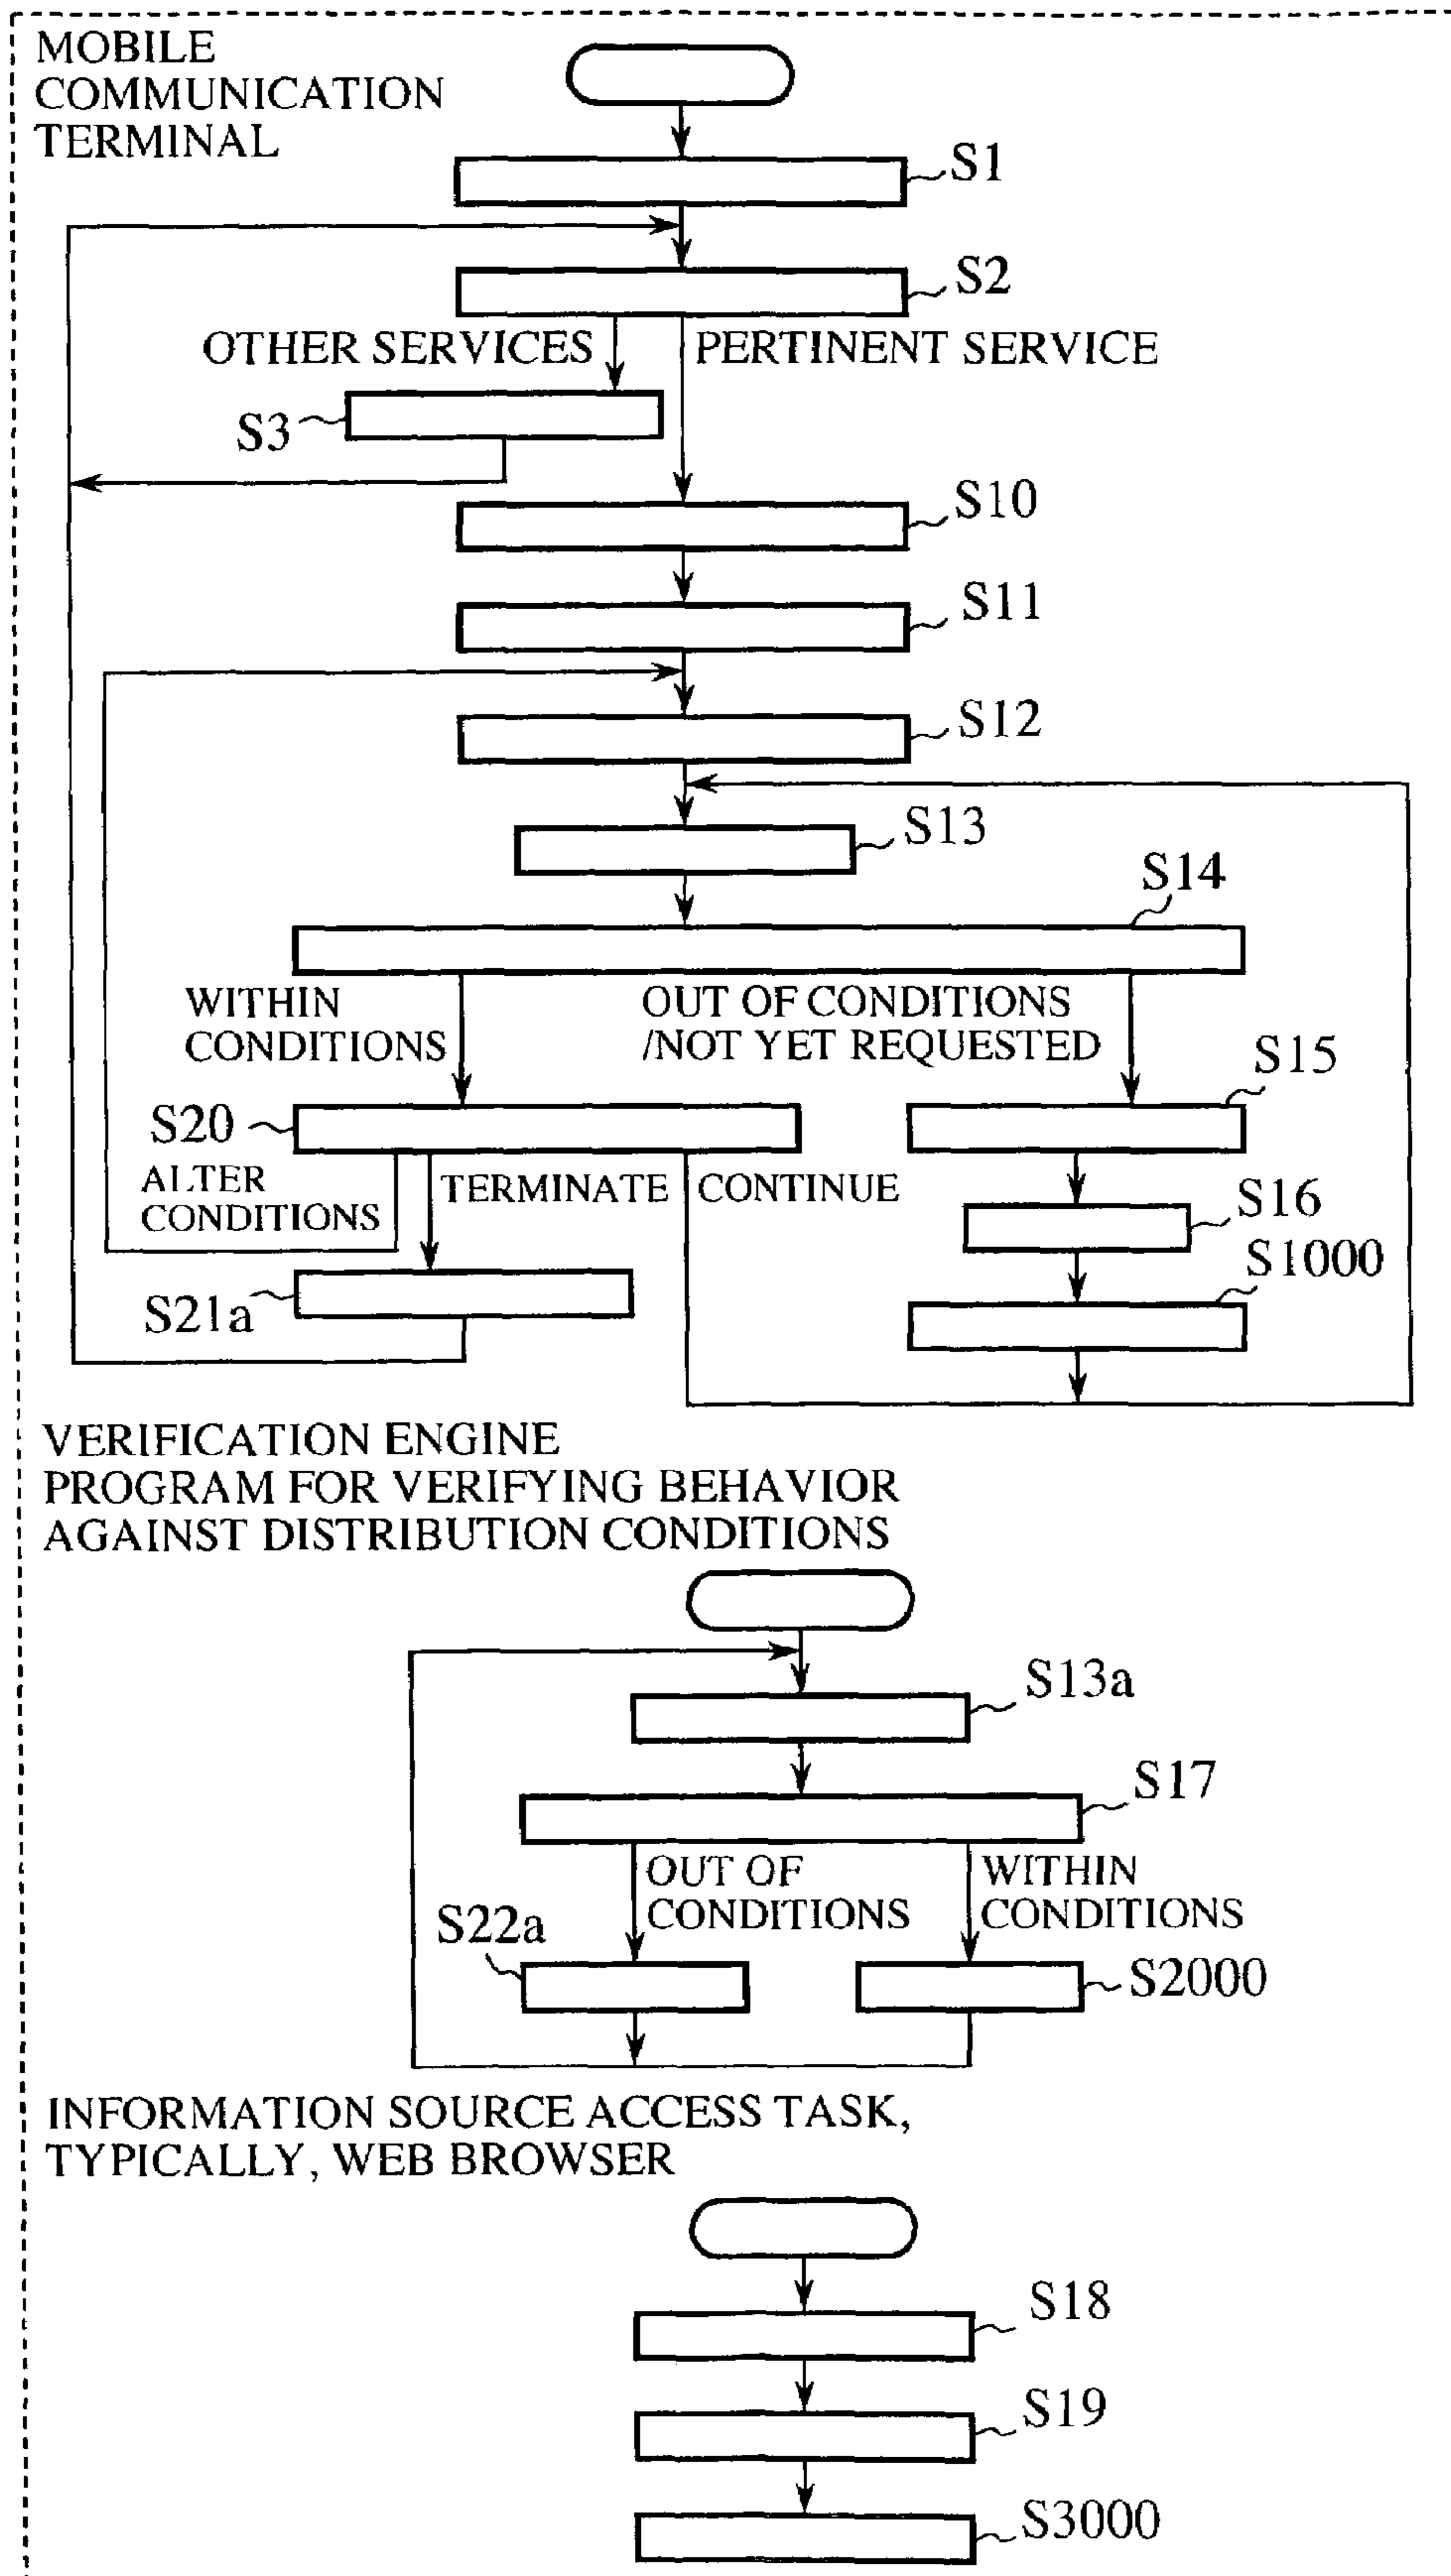 MOBILE
COMMUNICATION
TERMINAL
S1
S2
OTHER SERVICES
PERTINENT SERVICE
S3
S10
S11
S12
S13
S14
WITHIN
CONDITIONS
OUT OF CONDITIONS
/NOT YET REQUESTED
S15
S20
ALTER
CONDITIONS
TERMINATE
CONTINUE
S16
S1000
S21a
VERIFICATION ENGINE
PROGRAM FOR VERIFYING BEHAVIOR
AGAINST DISTRIBUTION CONDITIONS
S13a
S17
OUT OF
CONDITIONS
WITHIN
CONDITIONS
S22a
S2000
INFORMATION SOURCE ACCESS TASK,
TYPICALLY, WEB BROWSER
S18
S19
S3000